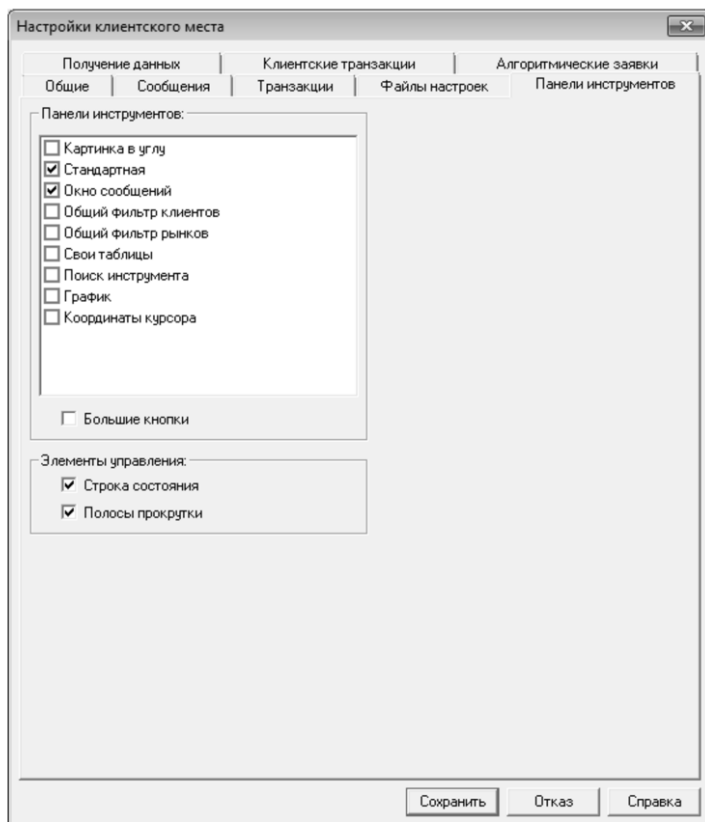 Настройки клиентского места
Получение данных Клиентские транзакции Алгоритмические заявки
Общие Сообщения Транзакции Файлы настроек Панели инструментов
Панели инструментов:
Картинка в углу
Стандартная
Окно сообщений
Общий фильтр клиентов
Общий фильтр рынков
Свои таблицы
Поиск инструмента
График
Координаты курсора
Большие кнопки
Элементы управления:
Строка состояния
Полосы прокрутки
Сохранить Отказ Справка